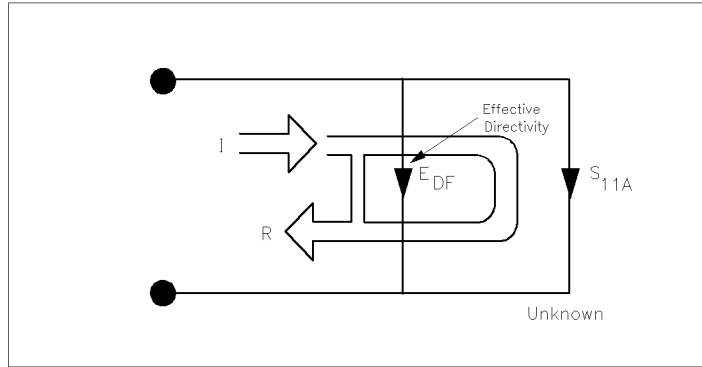 Effective
Directivity
I
E DF
S 11A
R
Unknown